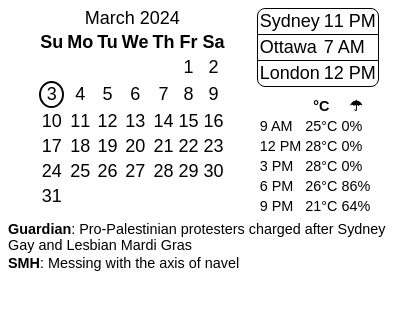 March 2024
Su Mo Tu We Th Fr Sa
1 2
3 4 5 6 7 8 9
10 11 12 13 14 15 16
17 18 19 20 21 22 23
24 25 26 27 28 29 30
31
Sydney 11 PM
Ottawa 7 AM
London 12 PM
°C ☂
9 AM 25°C 0%
12 PM 28°C 0%
3 PM 28°C 0%
6 PM 26°C 86%
9 PM 21°C 64%
Guardian: Pro-Palestinian protesters charged after Sydney
Gay and Lesbian Mardi Gras
SMH: Messing with the axis of navel